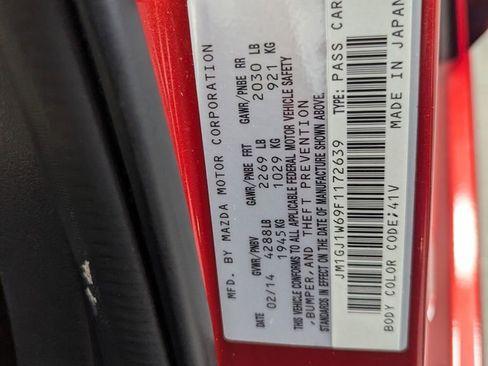 MFD. BY MAZDA MOTOR CORPORATION
DATE GVWR/PNBV GAWR/PNBE FRT GAWR/PNBE RR
02/14 4288LB 2269 LB 2030 LB
1945KG 1029 KG 921 KG
THIS VEHICLE CONFORMS TO ALL APPLICABLE FEDERAL MOTOR VEHICLE SAFETY
,BUMPER,AND THEFT PREVENTION
STANDARDS IN EFFECT ON THE DATE OF MANUFACTURE SHOWN ABOVE.
JM1GJ1W69F1172639 TYPE: PASS CAR
MADE IN JAPAN
BODY COLOR CODE;41V